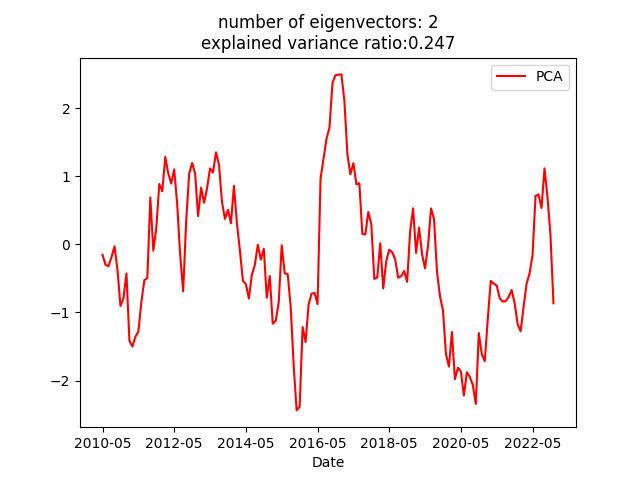 number of eigenvectors: 2
explained variance ratio:0.247
PCA
2
1
0
−1
−2
2010-05 2012-05 2014-05 2016-05 2018-05 2020-05 2022-05
Date